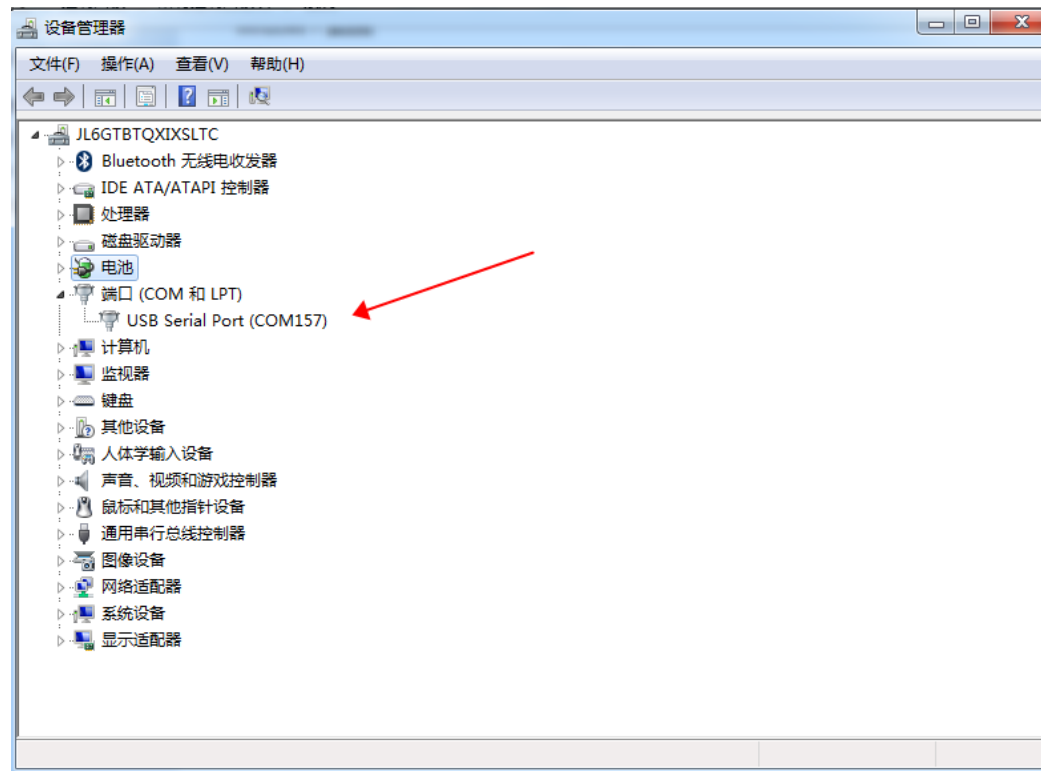 设备管理器
文件(F) 操作(A) 查看(V) 帮助(H)
JL6GTBTQXIXSLTC
Bluetooth 无线电收发器
IDE ATA/ATAPI 控制器
处理器
磁盘驱动器
电池
端口 (COM 和 LPT)
USB Serial Port (COM157)
计算机
监视器
键盘
其他设备
人体学输入设备
声音、视频和游戏控制器
鼠标和其他指针设备
通用串行总线控制器
图像设备
网络适配器
系统设备
显示适配器